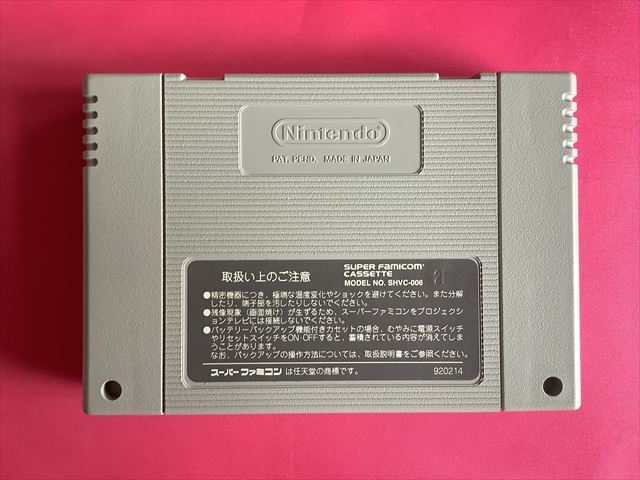 Nintendo
PAT. PEND. MADE IN JAPAN
取扱い上のご注意
SUPER FAMICOM
CASSETTE
MODEL NO. SHVC-006
●精密機器につき、極端な温度変化やショックを避けてください。また分解
したり、端子部を汚したりしないでください。
●残像現象（画面焼け）が生ずるため、スーパーファミコンをプロジェクショ
ンテレビには接続しないでください。
●バッテリーバックアップ機能付きカセットの場合、むやみに電源スイッチ
やリセットスイッチをON・OFFすると、蓄積されている内容が消えてしま
うことがあります。
なお、バックアップの操作方法については、取扱説明書をご参照ください。
スーパーファミコン は任天堂の商標です。
920214